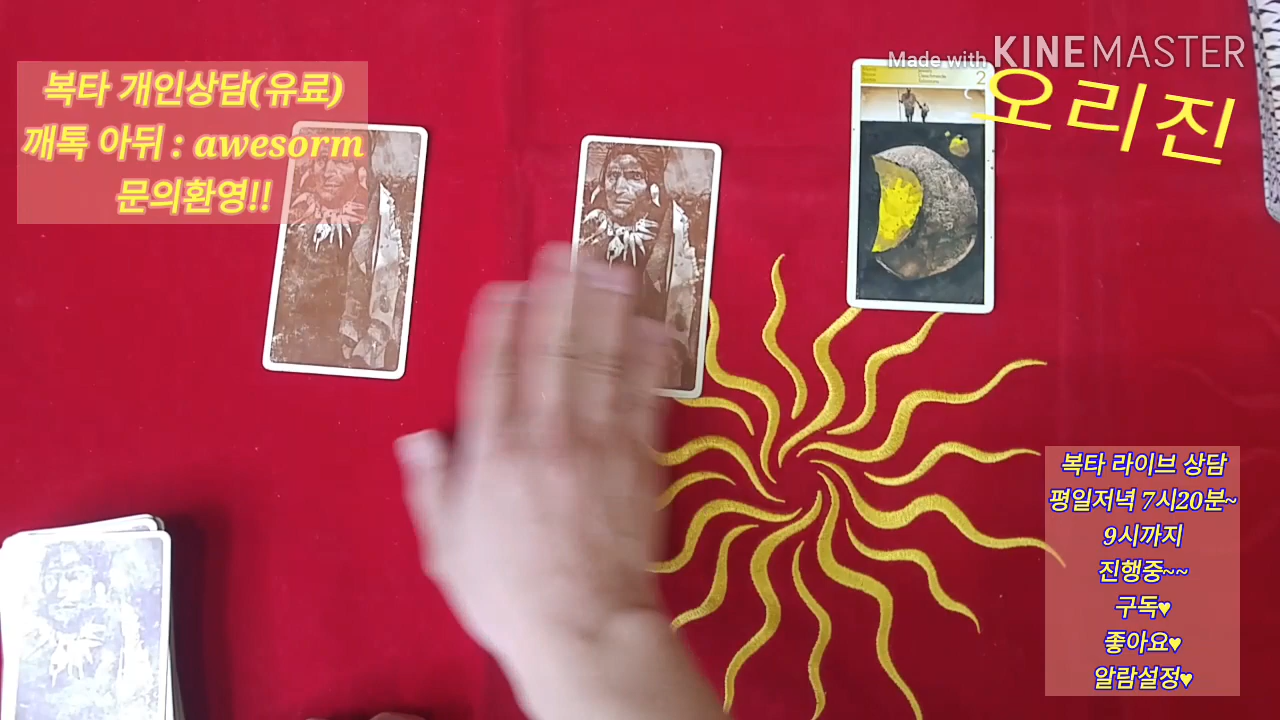 복타 개인상담(유료)
깨톡 아뒤 : awesorm
문의환영!!
Made with KINEMASTER
2
오리진
복타 라이브 상담
평일저녁 7시20분~
9시까지
진행중~~
구독♥
좋아요♥
알람설정♥